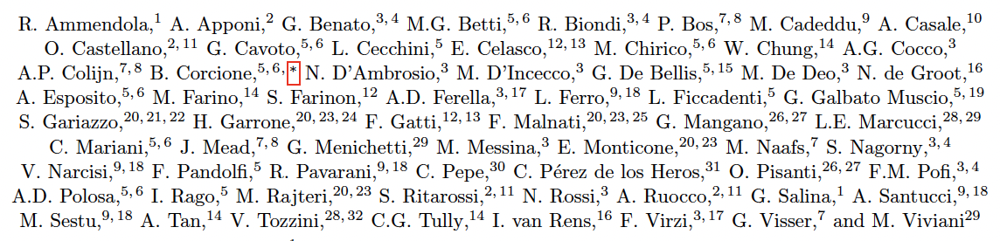 R. Ammendola,¹ A. Apponi,² G. Benato,³,⁴ M.G. Betti,⁵,⁶ R. Biondi,³,⁴ P. Bos,⁷,⁸ M. Cadeddu,⁹ A. Casale,¹⁰
O. Castellano,²,¹¹ G. Cavoto,⁵,⁶ L. Cecchini,⁵ E. Celasco,¹²,¹³ M. Chirico,⁵,⁶ W. Chung,¹⁴ A.G. Cocco,³
A.P. Colijn,⁷,⁸ B. Corcione,⁵,⁶,* N. D'Ambrosio,³ M. D'Incecco,³ G. De Bellis,⁵,¹⁵ M. De Deo,³ N. de Groot,¹⁶
A. Esposito,⁵,⁶ M. Farino,¹⁴ S. Farinon,¹² A.D. Ferella,³,¹⁷ L. Ferro,⁹,¹⁸ L. Ficcadenti,⁵ G. Galbato Muscio,⁵,¹⁹
S. Gariazzo,²⁰,²¹,²² H. Garrone,²⁰,²³,²⁴ F. Gatti,¹²,¹³ F. Malnati,²⁰,²³,²⁵ G. Mangano,²⁶,²⁷ L.E. Marcucci,²⁸,²⁹
C. Mariani,⁵,⁶ J. Mead,⁷,⁸ G. Menichetti,²⁹ M. Messina,³ E. Monticone,²⁰,²³ M. Naafs,⁷ S. Nagorny,³,⁴
V. Narcisi,⁹,¹⁸ F. Pandolfi,⁵ R. Pavarani,⁹,¹⁸ C. Pepe,³⁰ C. Pérez de los Heros,³¹ O. Pisanti,²⁶,²⁷ F.M. Pofi,³,⁴
A.D. Polosa,⁵,⁶ I. Rago,⁵ M. Rajteri,²⁰,²³ S. Ritarossi,²,¹¹ N. Rossi,³ A. Ruocco,²,¹¹ G. Salina,¹ A. Santucci,⁹,¹⁸
M. Sestu,⁹,¹⁸ A. Tan,¹⁴ V. Tozzini,²⁸,³² C.G. Tully,¹⁴ I. van Rens,¹⁶ F. Virzi,³,¹⁷ G. Visser,⁷ and M. Viviani²⁹